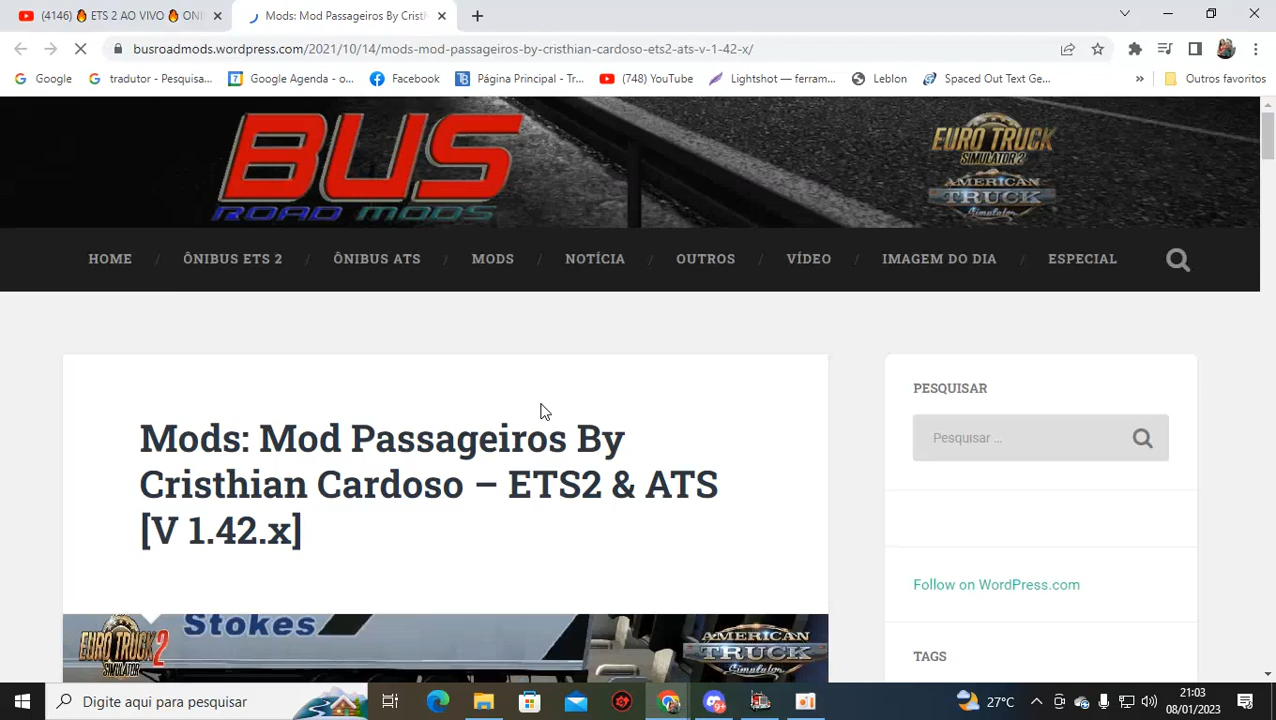 (4146) 🔥 ETS 2 AO VIVO 🔥 ONI
Mods: Mod Passageiros By Cristh
busroadmods.wordpress.com/2021/10/14/mods-mod-passageiros-by-cristhian-cardoso-ets2-ats-v-1-42-x/
Google
tradutor - Pesquisa...
Google Agenda - o...
Facebook
Página Principal - Tr...
(748) YouTube
Lightshot — ferram...
Leblon
Spaced Out Text Ge...
»
Outros favoritos
BUS
ROAD MODS
EURO TRUCK
SIMULATOR 2
AMERICAN
TRUCK
Simulator
HOME / ÔNIBUS ETS 2 / ÔNIBUS ATS / MODS / NOTÍCIA / OUTROS / VÍDEO / IMAGEM DO DIA / ESPECIAL
Mods: Mod Passageiros By
Cristhian Cardoso – ETS2 & ATS
[V 1.42.x]
PESQUISAR
Pesquisar ...
Follow on WordPress.com
TAGS
EURO TRUCK
SIMULATOR 2
Stokes
AMERICAN
TRUCK
Simulator
Digite aqui para pesquisar
9+
27°C
21:03
08/01/2023